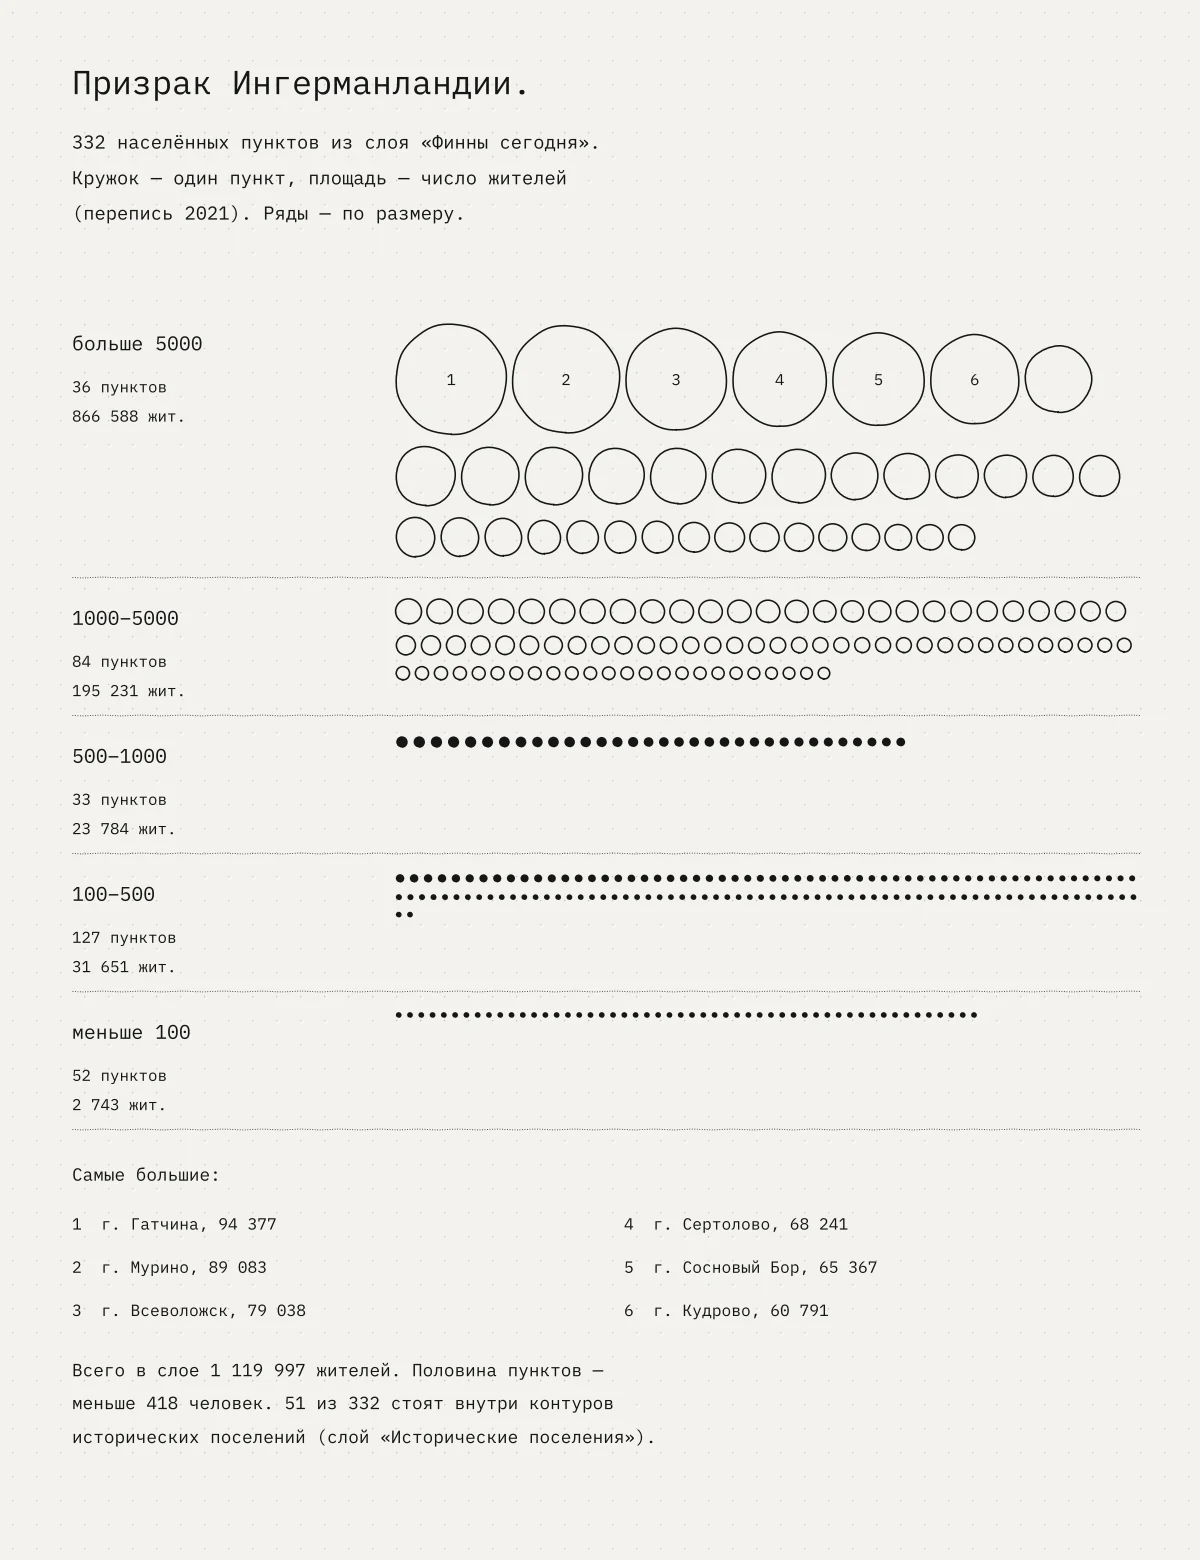 Призрак Ингерманландии.
332 населённых пунктов из слоя «Финны сегодня».
Кружок — один пункт, площадь — число жителей
(перепись 2021). Ряды — по размеру.
больше 5000
36 пунктов
866 588 жит.
1 2 3 4 5 6
1000–5000
84 пунктов
195 231 жит.
500–1000
33 пунктов
23 784 жит.
100–500
127 пунктов
31 651 жит.
меньше 100
52 пунктов
2 743 жит.
Самые большие:
1 г. Гатчина, 94 377
2 г. Мурино, 89 083
3 г. Всеволожск, 79 038
4 г. Сертолово, 68 241
5 г. Сосновый Бор, 65 367
6 г. Кудрово, 60 791
Всего в слое 1 119 997 жителей. Половина пунктов —
меньше 418 человек. 51 из 332 стоят внутри контуров
исторических поселений (слой «Исторические поселения»).